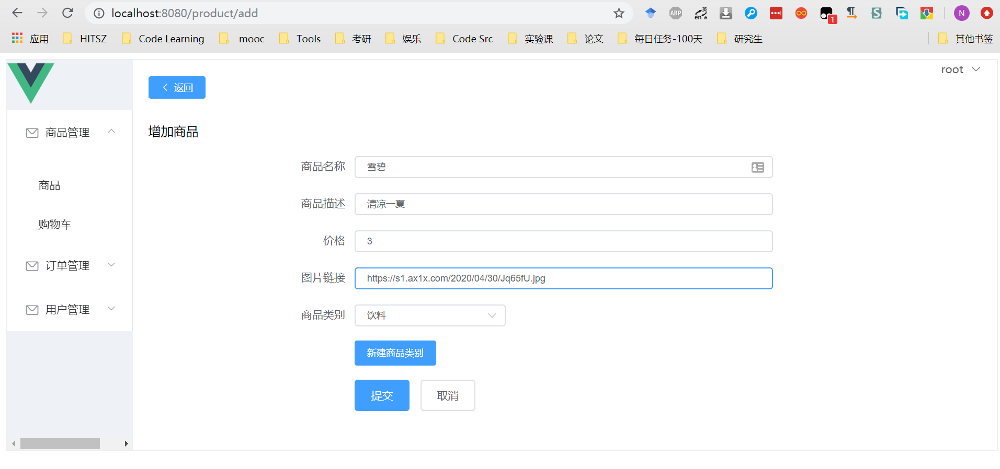 localhost:8080/product/add
ABP
英
en
1
N
应用 HITSZ Code Learning mooc Tools 考研 娱乐 Code Src 实验课 论文 每日任务-100天 研究生 其他书签
root
返回
商品管理
商品
购物车
订单管理
用户管理
增加商品
商品名称 雪碧
商品描述 清凉一夏
价格 3
图片链接 https://s1.ax1x.com/2020/04/30/Jq65fU.jpg
商品类别 饮料
新建商品类别
提交 取消